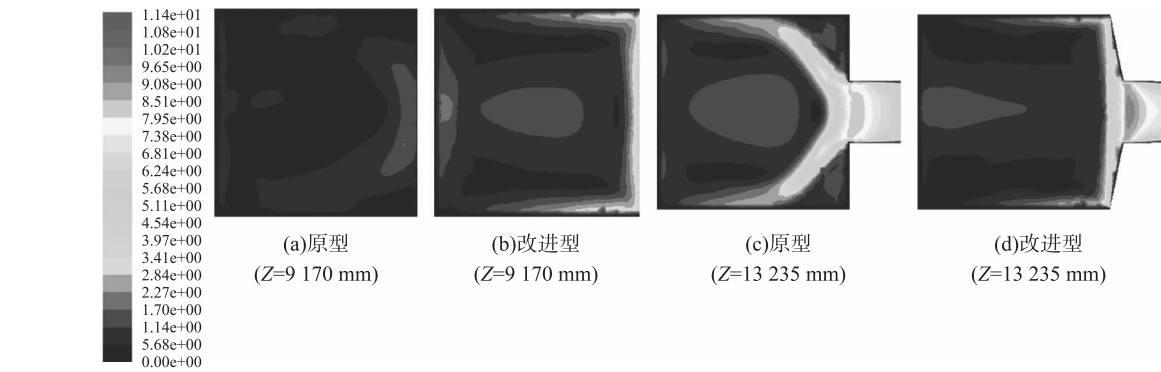 1.14e+01
1.08e+01
1.02e+01
9.65e+00
9.08e+00
8.51e+00
7.95e+00
7.38e+00
6.81e+00
6.24e+00
5.68e+00
5.11e+00
4.54e+00
3.97e+00
3.41e+00
2.84e+00
2.27e+00
1.70e+00
1.14e+00
5.68e+00
0.00e+00
(a)原型
(Z=9 170 mm)
(b)改进型
(Z=9 170 mm)
(c)原型
(Z=13 235 mm)
(d)改进型
(Z=13 235 mm)